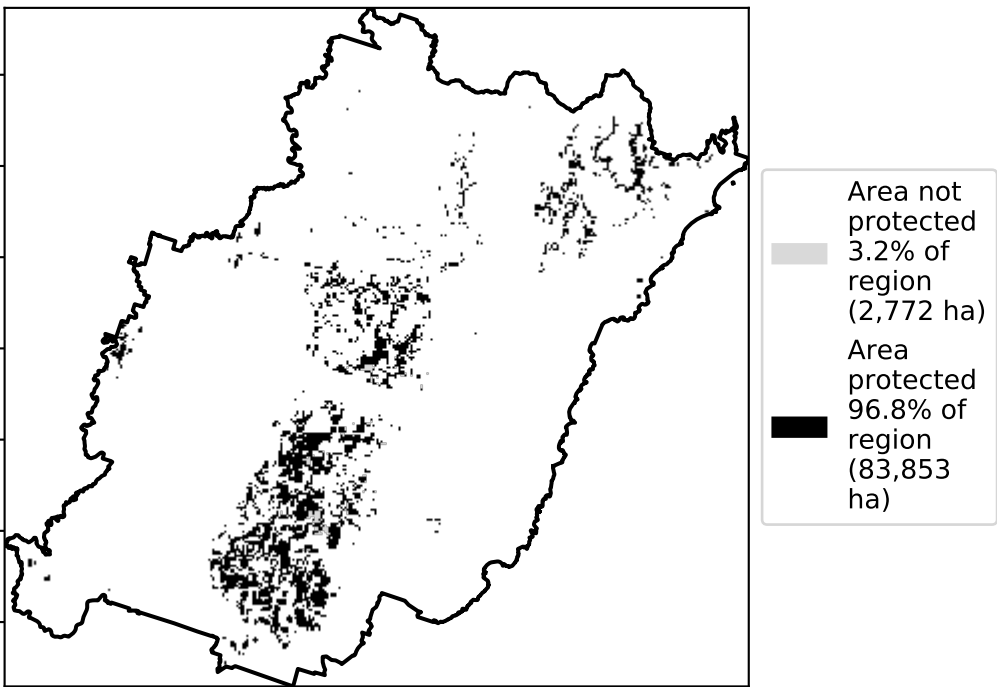 Area not
protected
3.2% of
region
(2,772 ha)
Area
protected
96.8% of
region
(83,853
ha)